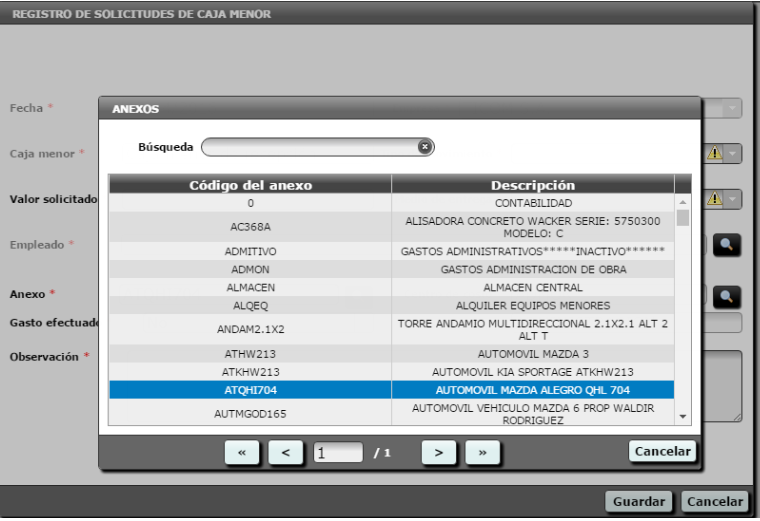 REGISTRO DE SOLICITUDES DE CAJA MENOR
Fecha *
ANEXOS
Búsqueda
Caja menor *
Código del anexo Descripción
Valor solicitado
0 CONTABILIDAD
AC368A ALISADORA CONCRETO WACKER SERIE: 5750300
MODELO: C
Empleado *
ADMITIVO GASTOS ADMINISTRATIVOS*****INACTIVO******
ADMON GASTOS ADMINISTRACION DE OBRA
Anexo *
ALMACEN ALMACEN CENTRAL
ALQEQ ALQUILER EQUIPOS MENORES
Gasto efectuado
ANDAM2.1X2 TORRE ANDAMIO MULTIDIRECCIONAL 2.1X2.1 ALT 2
ALT T
Observación *
ATHW213 AUTOMOVIL MAZDA 3
ATKHW213 AUTOMOVIL KIA SPORTAGE ATKHW213
ATQHI704 AUTOMOVIL MAZDA ALEGRO QHL 704
AUTMGOD165 AUTOMOVIL VEHICULO MAZDA 6 PROP WALDIR
RODRIGUEZ
« < 1 / 1 > » Cancelar
Guardar Cancelar